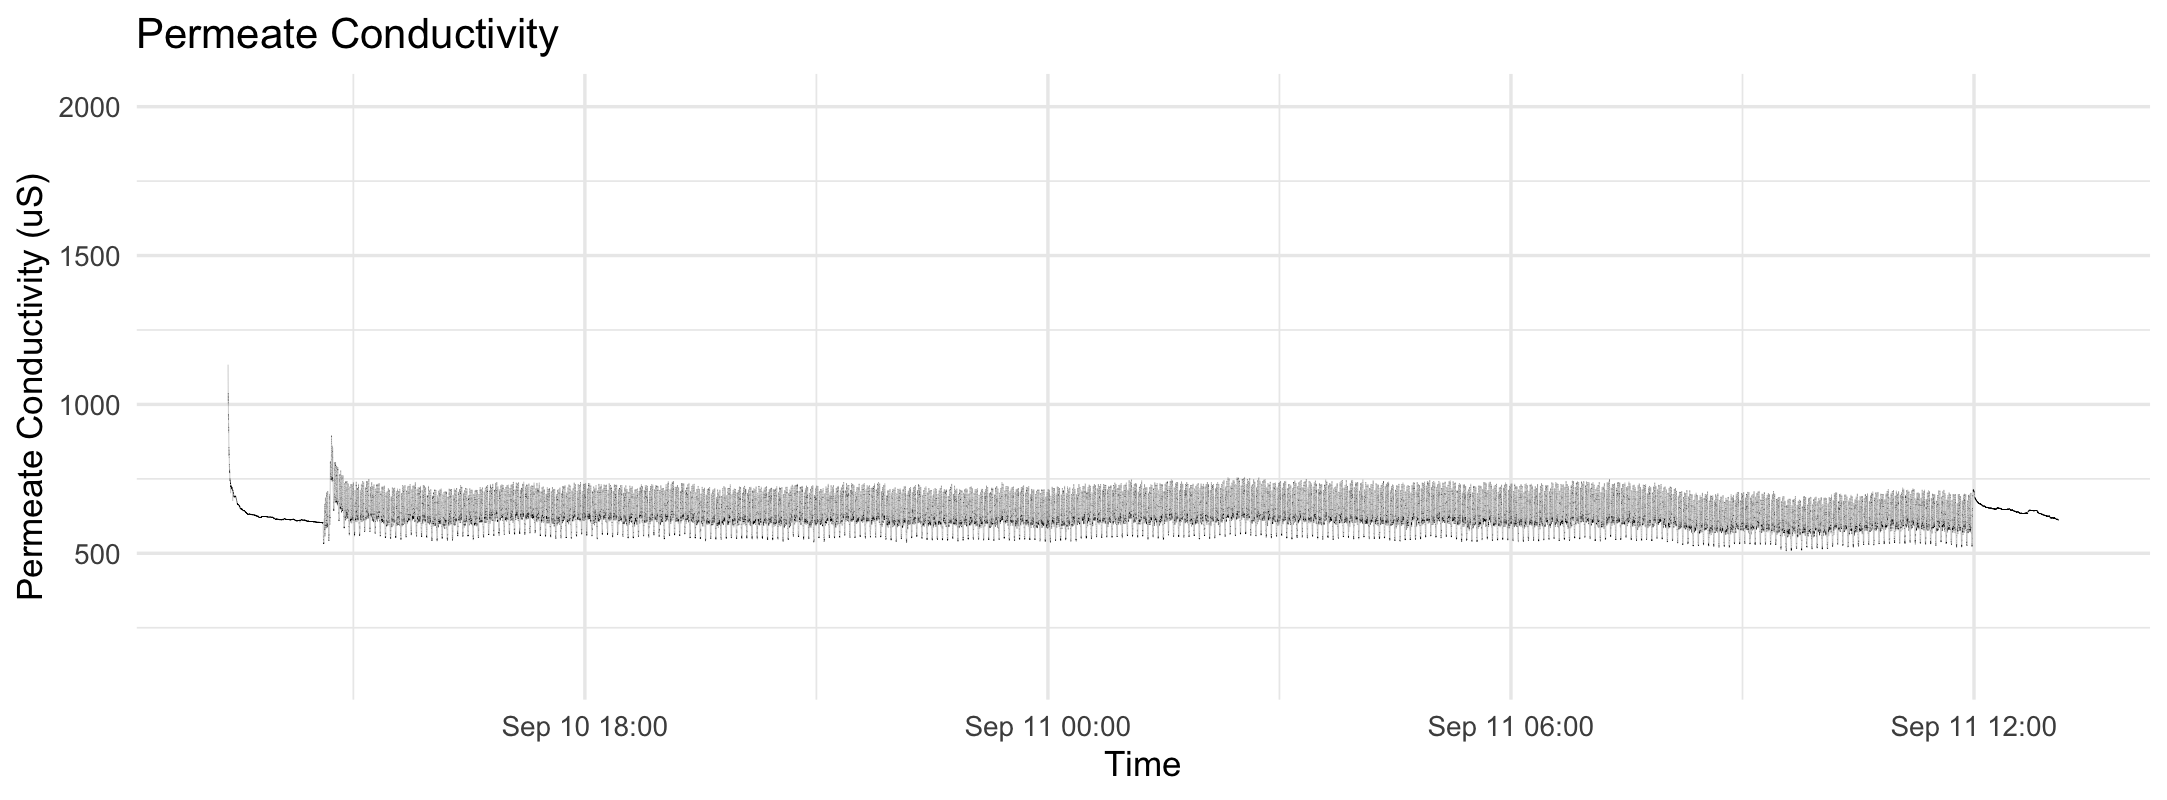 Permeate Conductivity
Permeate Conductivity (uS)
2000
1500
1000
500
Sep 10 18:00
Sep 11 00:00
Sep 11 06:00
Sep 11 12:00
Time